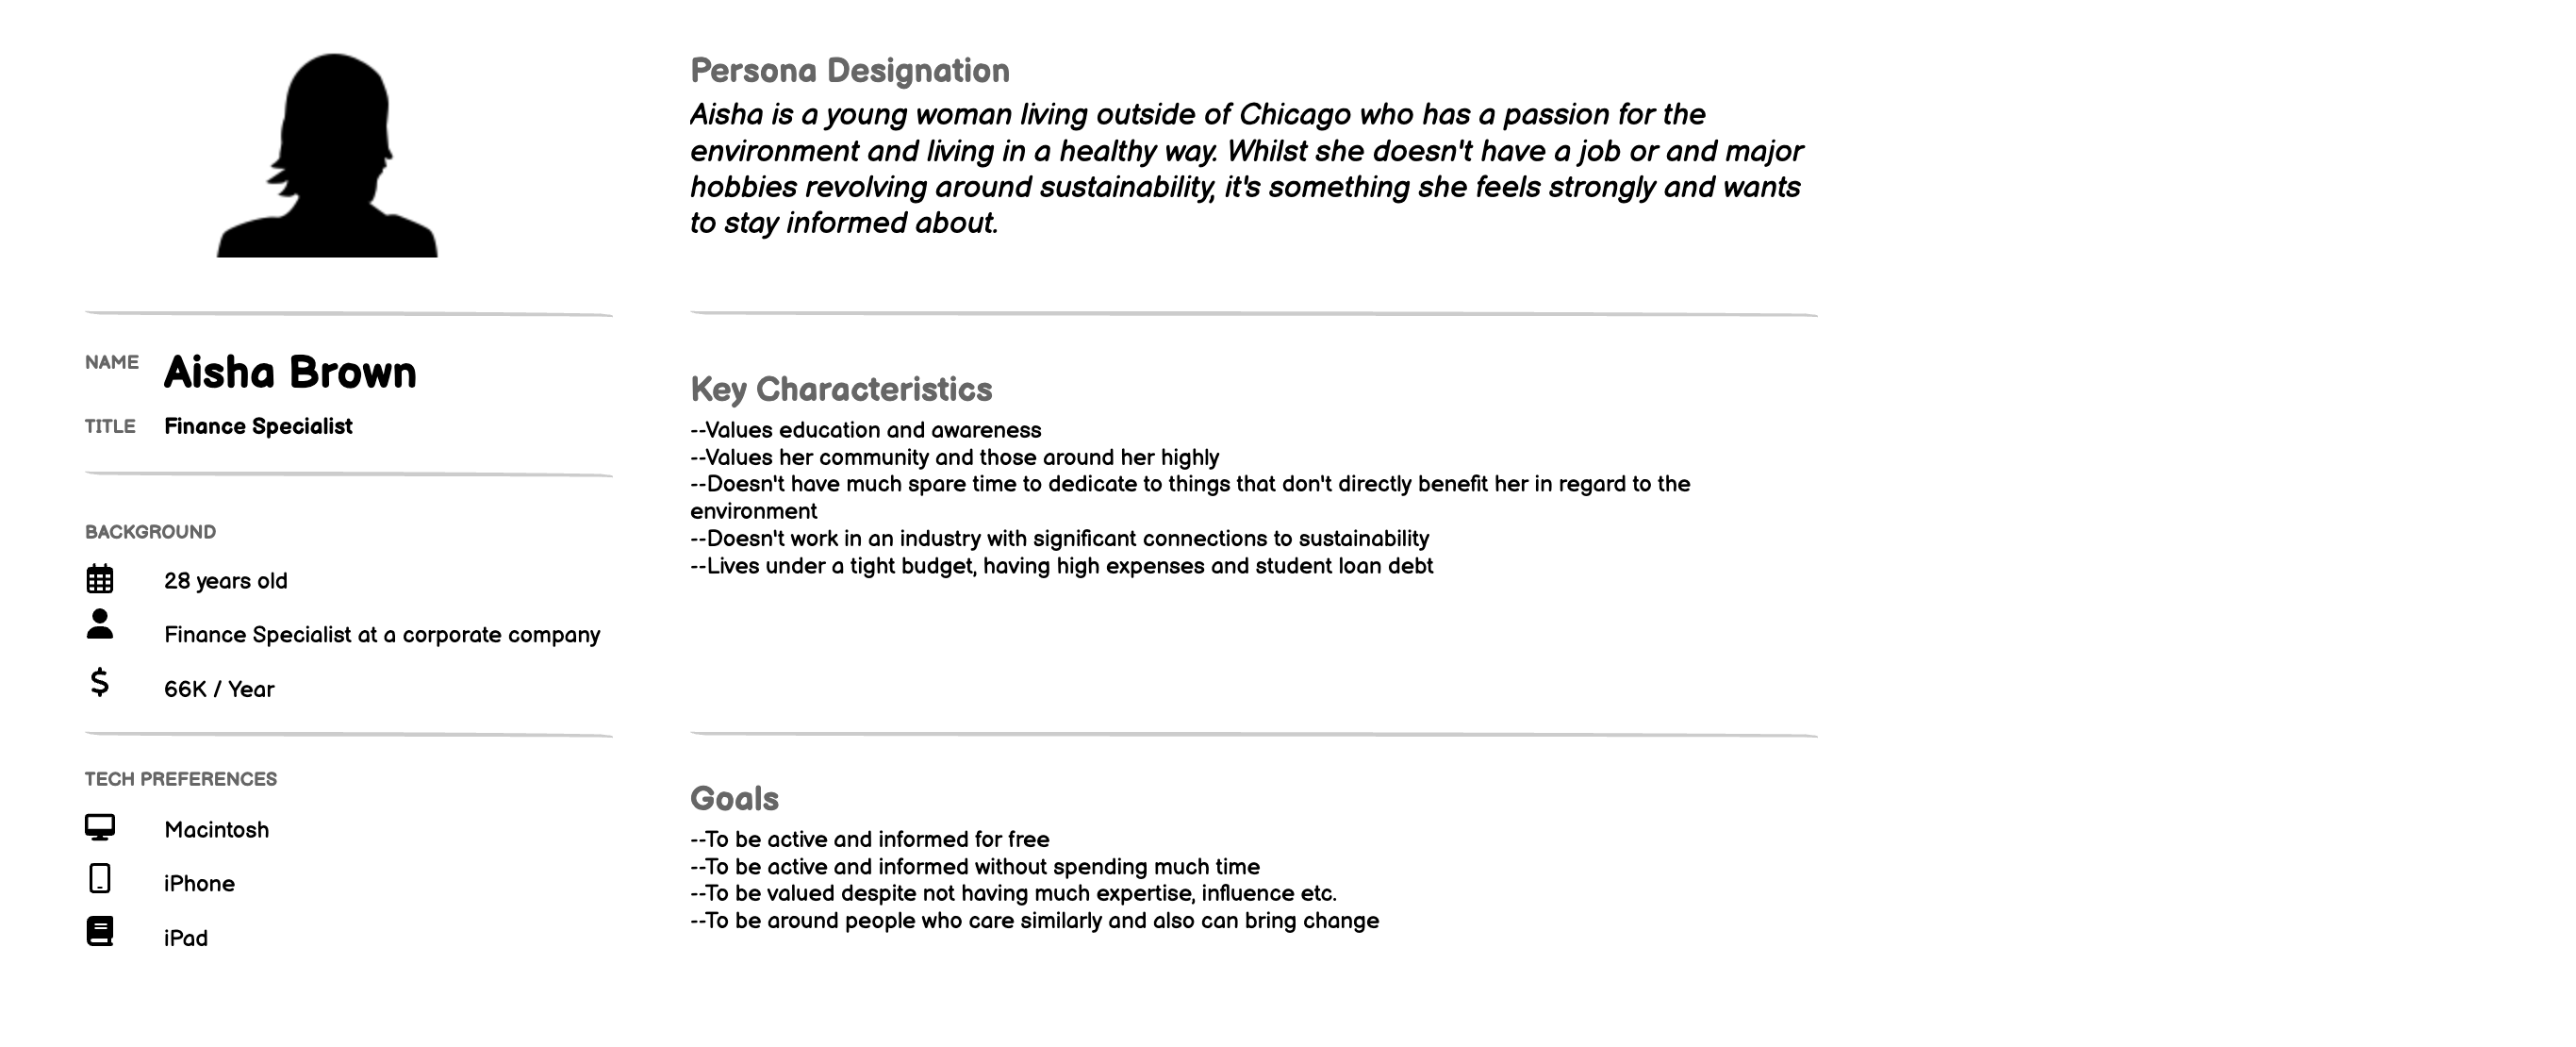 Persona Designation
Aisha is a young woman living outside of Chicago who has a passion for the
environment and living in a healthy way. Whilst she doesn't have a job or and major
hobbies revolving around sustainability, it's something she feels strongly and wants
to stay informed about.
NAME Aisha Brown
TITLE Finance Specialist
BACKGROUND
28 years old
Finance Specialist at a corporate company
66K / Year
TECH PREFERENCES
Macintosh
iPhone
iPad
Key Characteristics
--Values education and awareness
--Values her community and those around her highly
--Doesn't have much spare time to dedicate to things that don't directly benefit her in regard to the
environment
--Doesn't work in an industry with significant connections to sustainability
--Lives under a tight budget, having high expenses and student loan debt
Goals
--To be active and informed for free
--To be active and informed without spending much time
--To be valued despite not having much expertise, influence etc.
--To be around people who care similarly and also can bring change